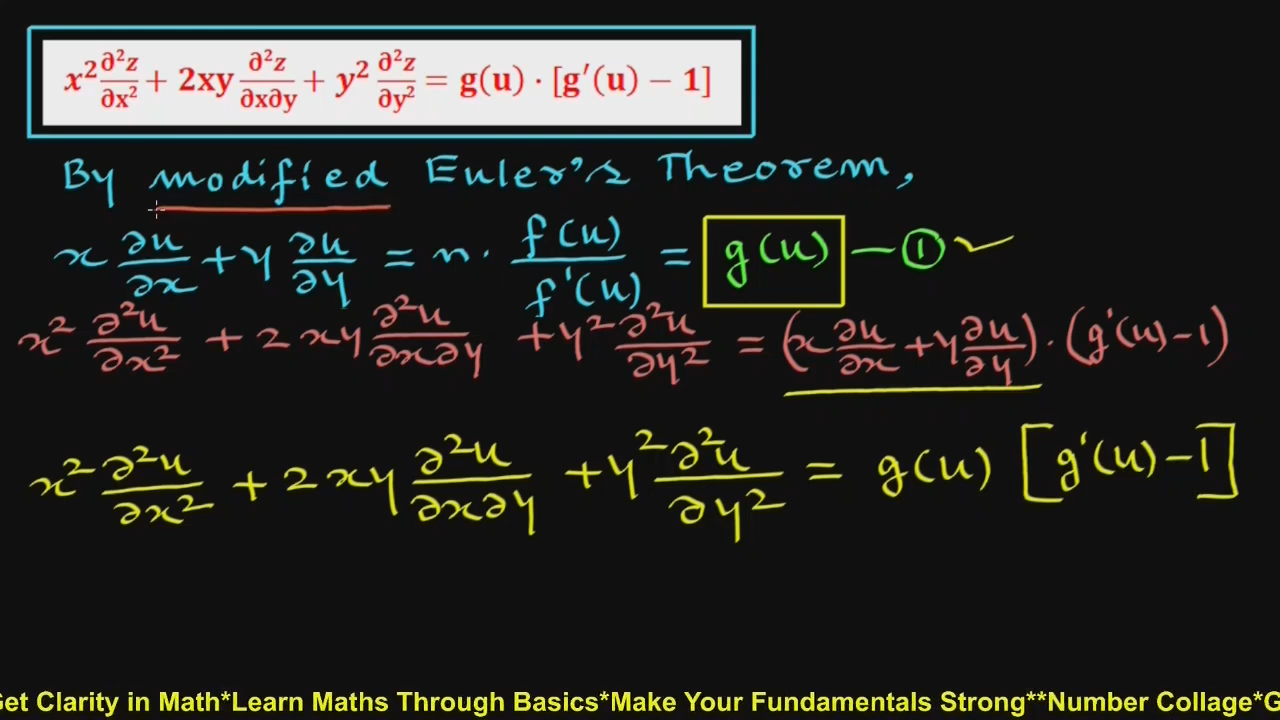 x² ∂²z/∂x² + 2xy ∂²z/∂x∂y + y² ∂²z/∂y² = g(u) · [g′(u) − 1]
By modified Euler's Theorem,
x ∂u/∂x + y ∂u/∂y = n · f(u)/f'(u) = g(u) — ①
x² ∂²u/∂x² + 2xy ∂²u/∂x∂y + y² ∂²u/∂y² = (x ∂u/∂x + y ∂u/∂y) · (g'(u) − 1)
x² ∂²u/∂x² + 2xy ∂²u/∂x∂y + y² ∂²u/∂y² = g(u) [g'(u) − 1]
Get Clarity in Math*Learn Maths Through Basics*Make Your Fundamentals Strong**Number Collage*G